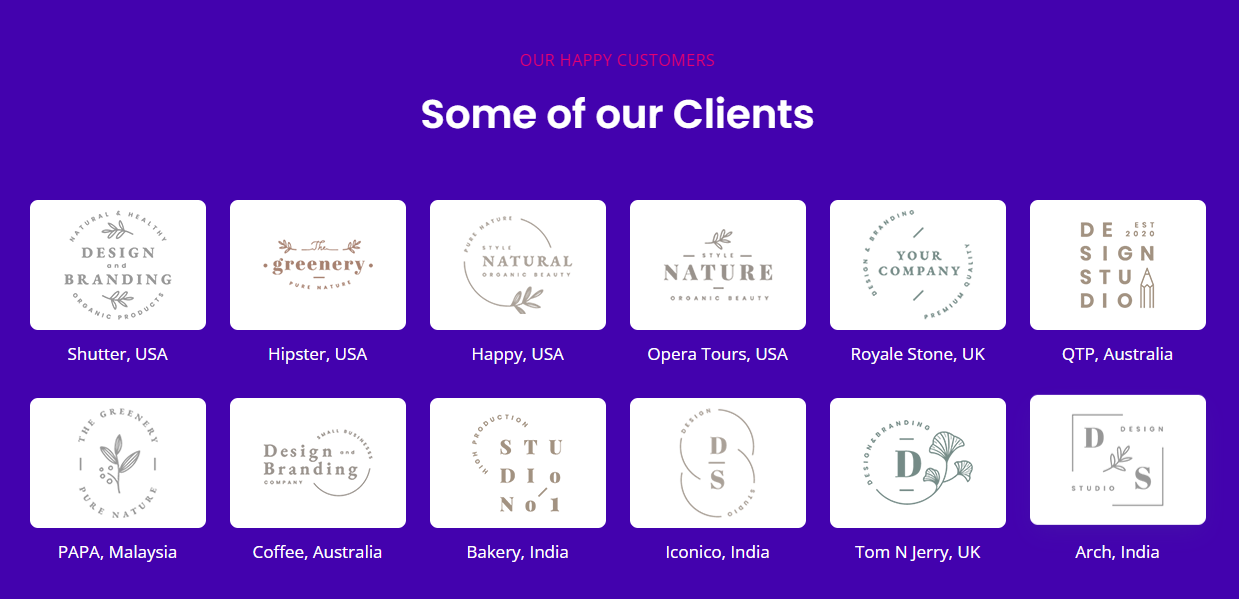 OUR HAPPY CUSTOMERS
Some of our Clients
NATURAL & HEALTHY
DESIGN
and
BRANDING
ORGANIC PRODUCTS
The
greenery
PURE NATURE
PURE NATURE
STYLE
NATURAL
ORGANIC BEAUTY
STYLE
NATURE
ORGANIC BEAUTY
DESIGN & BRANDING
YOUR
COMPANY
PREMIUM QUALITY
DE EST
2020
SIGN
STU
DIO
Shutter, USA
Hipster, USA
Happy, USA
Opera Tours, USA
Royale Stone, UK
QTP, Australia
THE GREENERY
PURE NATURE
SMALL BUSINESSES
Design and
Branding
COMPANY
HIGH PRODUCTION
STU
DIo
No1
DESIGN
D
S
STUDIO
DESIGN&BRANDING
D
D DESIGN
STUDIO S
PAPA, Malaysia
Coffee, Australia
Bakery, India
Iconico, India
Tom N Jerry, UK
Arch, India